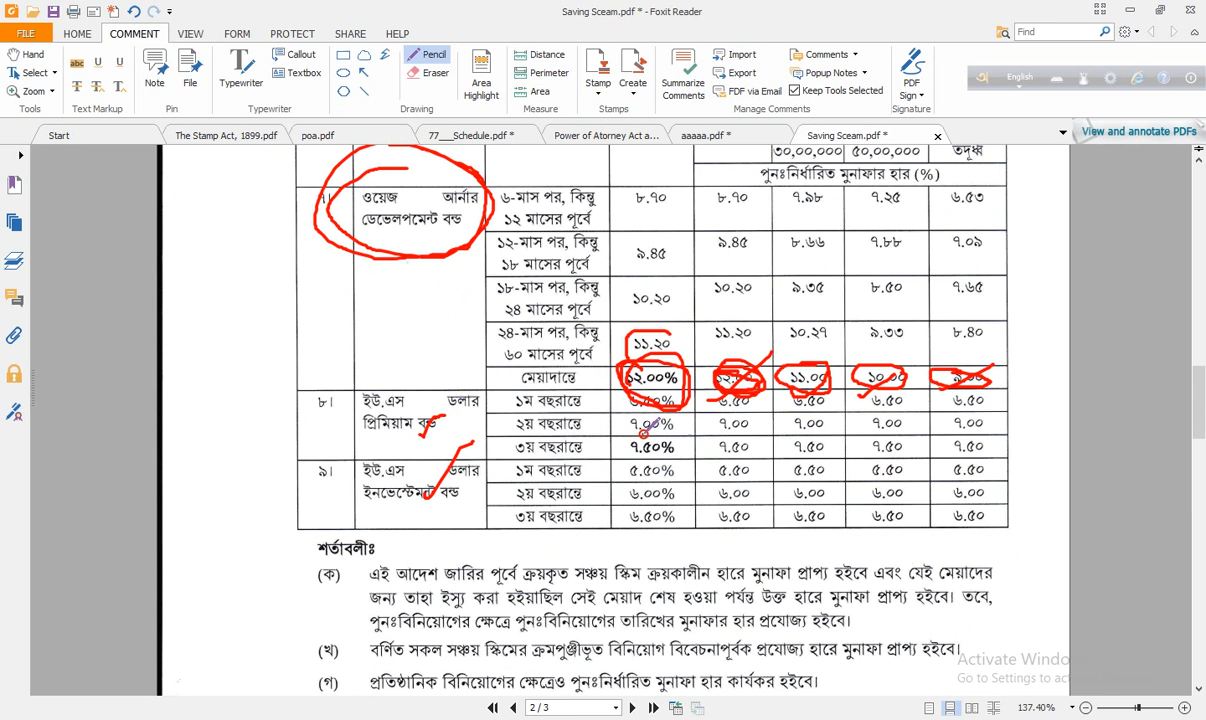 Saving Sceam.pdf * - Foxit Reader
FILE HOME COMMENT VIEW FORM PROTECT SHARE HELP Find
Hand Select Zoom Tools
Text Markup
Note File Pin
Typewriter Callout Textbox Typewriter
Pencil Eraser Area Highlight Drawing
Distance Perimeter Area Measure
Stamp Create Stamps
Summarize Comments Import Export FDF via Email Comments Popup Notes Keep Tools Selected Manage Comments
PDF Sign Signature
English
Start The Stamp Act, 1899.pdf poa.pdf 77___Schedule.pdf * Power of Atorney Act a... aaaaa.pdf * Saving Sceam.pdf * View and annotate PDFs
৩০,০০,০০০ ৫০,০০,০০০ তদূর্ধ্ব
পুনঃনির্ধারিত মুনাফার হার (%)
৭। ওয়েজ আর্নার ডেভেলপমেন্ট বন্ড
৬-মাস পর, কিন্তু ১২ মাসের পূর্বে ৮.৭০ ৮.৭০ ৭.৯৮ ৭.২৫ ৬.৫৩
১২-মাস পর, কিন্তু ১৮ মাসের পূর্বে ৯.৪৫ ৯.৪৫ ৮.৬৬ ৭.৮৮ ৭.০৯
১৮-মাস পর, কিন্তু ২৪ মাসের পূর্বে ১০.২০ ১০.২০ ৯.৩৫ ৮.৫০ ৭.৬৫
২৪-মাস পর, কিন্তু ৬০ মাসের পূর্বে ১১.২০ ১১.২০ ১০.২৭ ৯.৩৩ ৮.৪০
মেয়াদান্তে ১২.০০% ১১.০০ ১০.০০
৮। ইউ.এস ডলার প্রিমিয়াম বন্ড
১ম বছরান্তে ৬.৫০% ৬.৫০ ৬.৫০ ৬.৫০ ৬.৫০
২য় বছরান্তে ৭.০০% ৭.০০ ৭.০০ ৭.০০ ৭.০০
৩য় বছরান্তে ৭.৫০% ৭.৫০ ৭.৫০ ৭.৫০ ৭.৫০
৯। ইউ.এস ডলার ইনভেস্টেমন্ট বন্ড
১ম বছরান্তে ৫.৫০% ৫.৫০ ৫.৫০ ৫.৫০ ৫.৫০
২য় বছরান্তে ৬.০০% ৬.০০ ৬.০০ ৬.০০ ৬.০০
৩য় বছরান্তে ৬.৫০% ৬.৫০ ৬.৫০ ৬.৫০ ৬.৫০
শর্তাবলীঃ
(ক) এই আদেশ জারির পূর্বে ক্রয়কৃত সঞ্চয় স্কিম ক্রয়কালীন হারে মুনাফা প্রাপ্য হইবে এবং যেই মেয়াদের
জন্য তাহা ইস্যু করা হইয়াছিল সেই মেয়াদ শেষ হওয়া পর্যন্ত উক্ত হারে মুনাফা প্রাপ্য হইবে। তবে,
পুনঃবিনিয়োগের ক্ষেত্রে পুনঃবিনিয়োগের তারিখের মুনাফার হার প্রযোজ্য হইবে।
(খ) বর্ণিত সকল সঞ্চয় স্কিমের ক্রমপুঞ্জীভূত বিনিয়োগ বিবেচনাপূর্বক প্রযোজ্য হারে মুনাফা প্রাপ্য হইবে।
(গ) প্রতিষ্ঠানিক বিনিয়োগের ক্ষেত্রেও পুনঃনির্ধারিত মুনাফা হার কার্যকর হইবে।
Activate Windo
Go to Settings to activ
2 / 3 137.40%